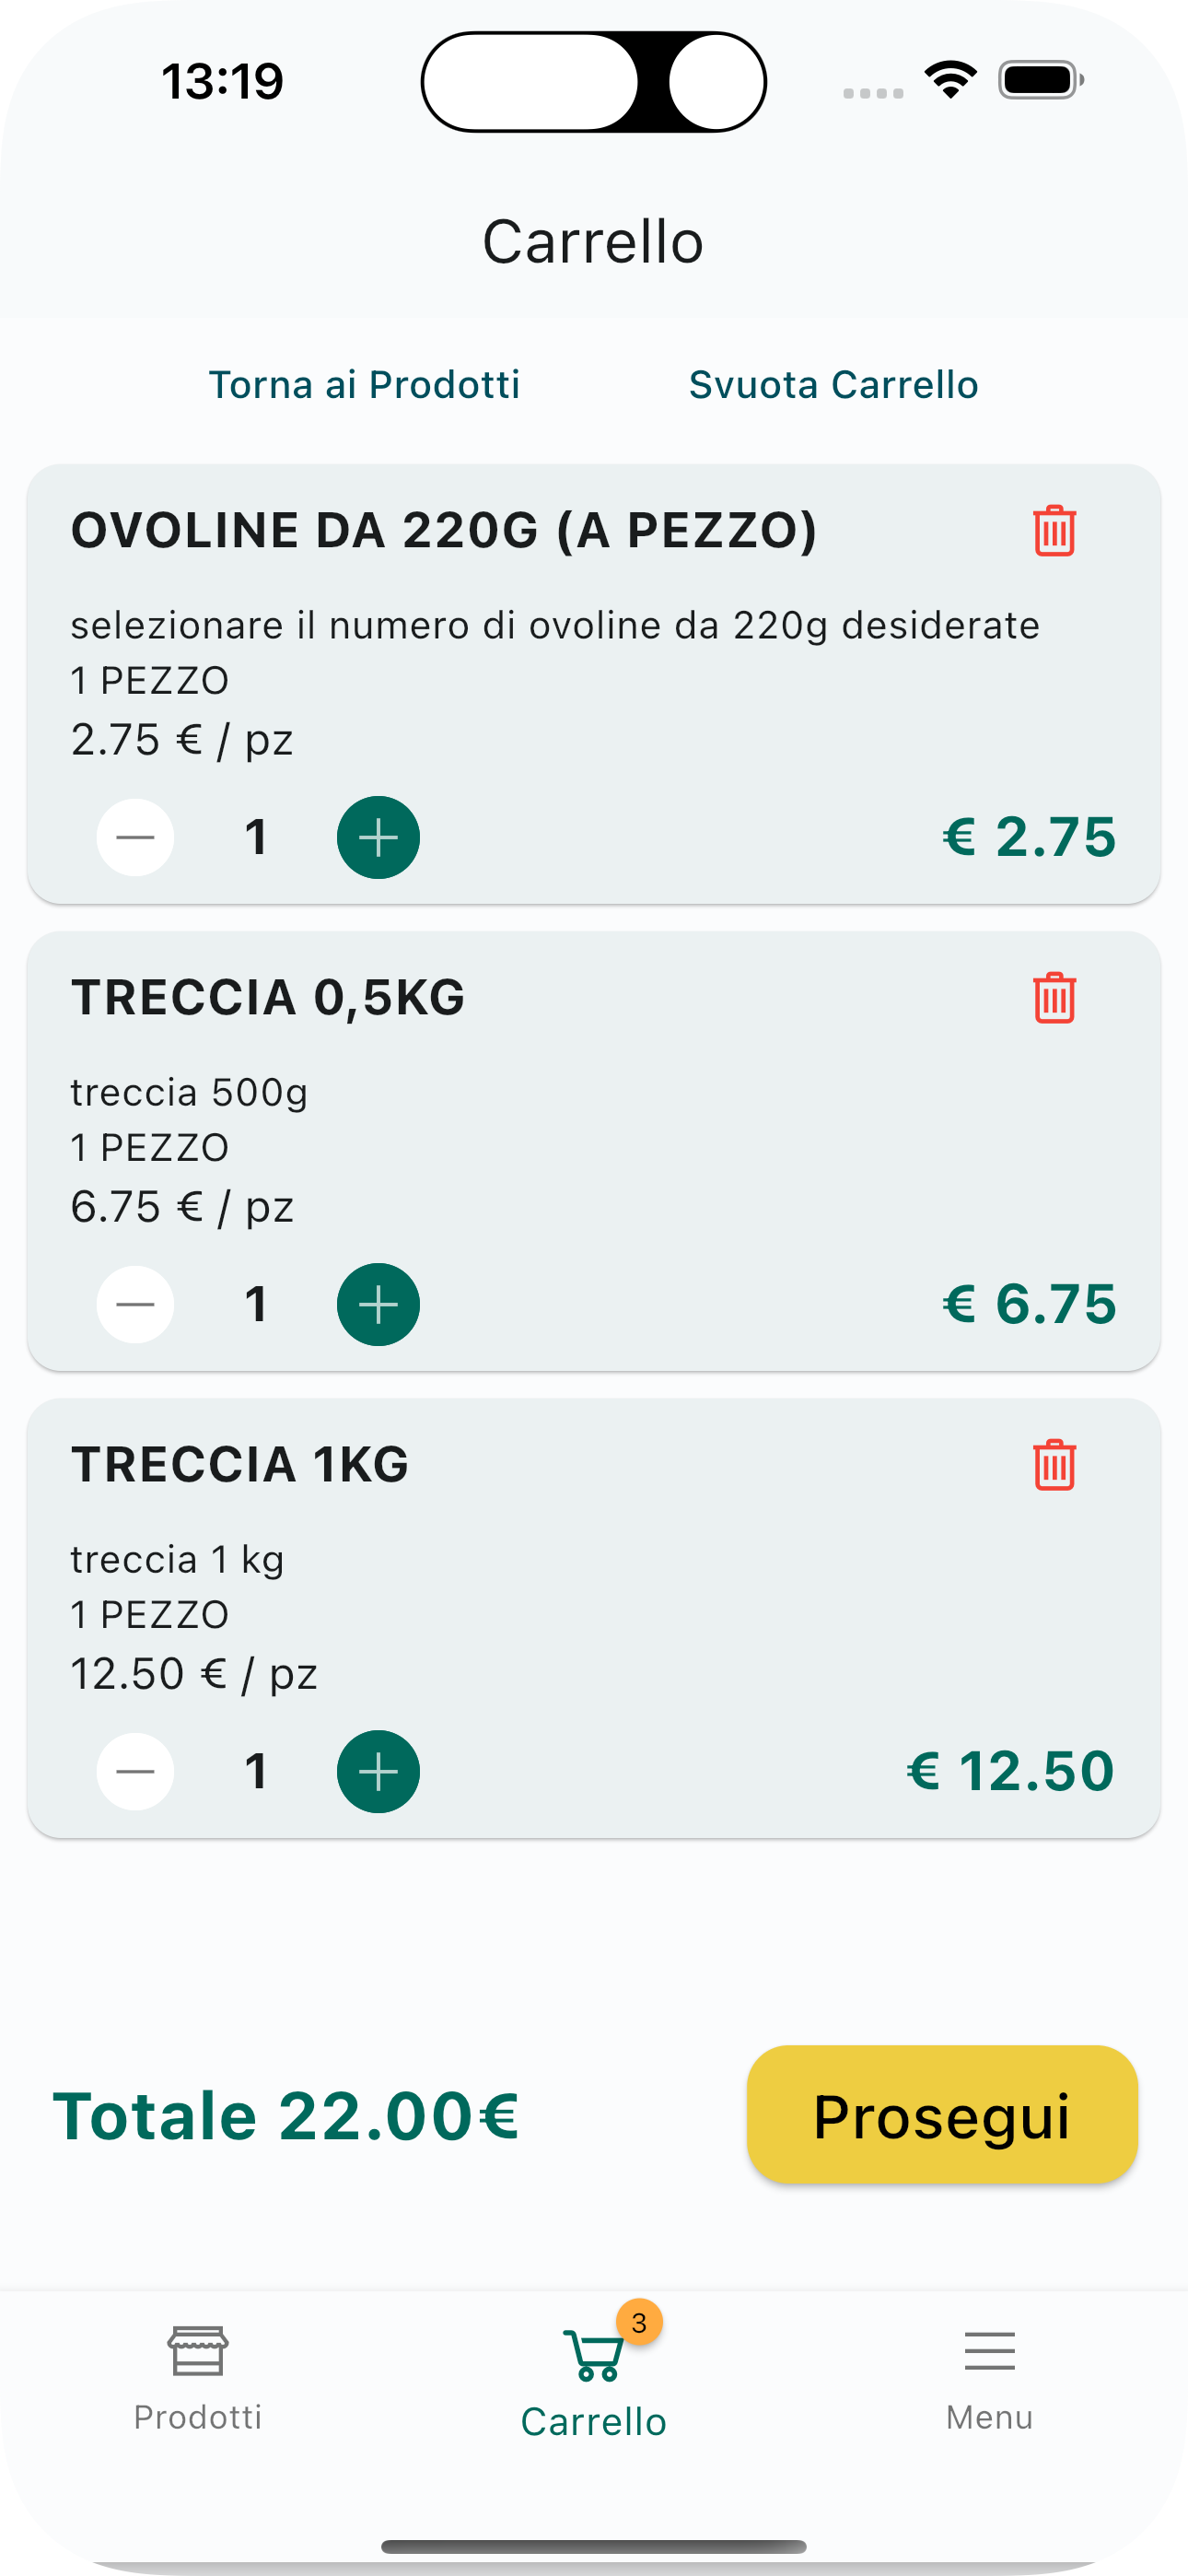 13:19
Carrello
Torna ai Prodotti
Svuota Carrello
OVOLINE DA 220G (A PEZZO)
selezionare il numero di ovoline da 220g desiderate
1 PEZZO
2.75 € / pz
1
€ 2.75
TRECCIA 0,5KG
treccia 500g
1 PEZZO
6.75 € / pz
1
€ 6.75
TRECCIA 1KG
treccia 1 kg
1 PEZZO
12.50 € / pz
1
€ 12.50
Totale 22.00€
Prosegui
3
Prodotti
Carrello
Menu